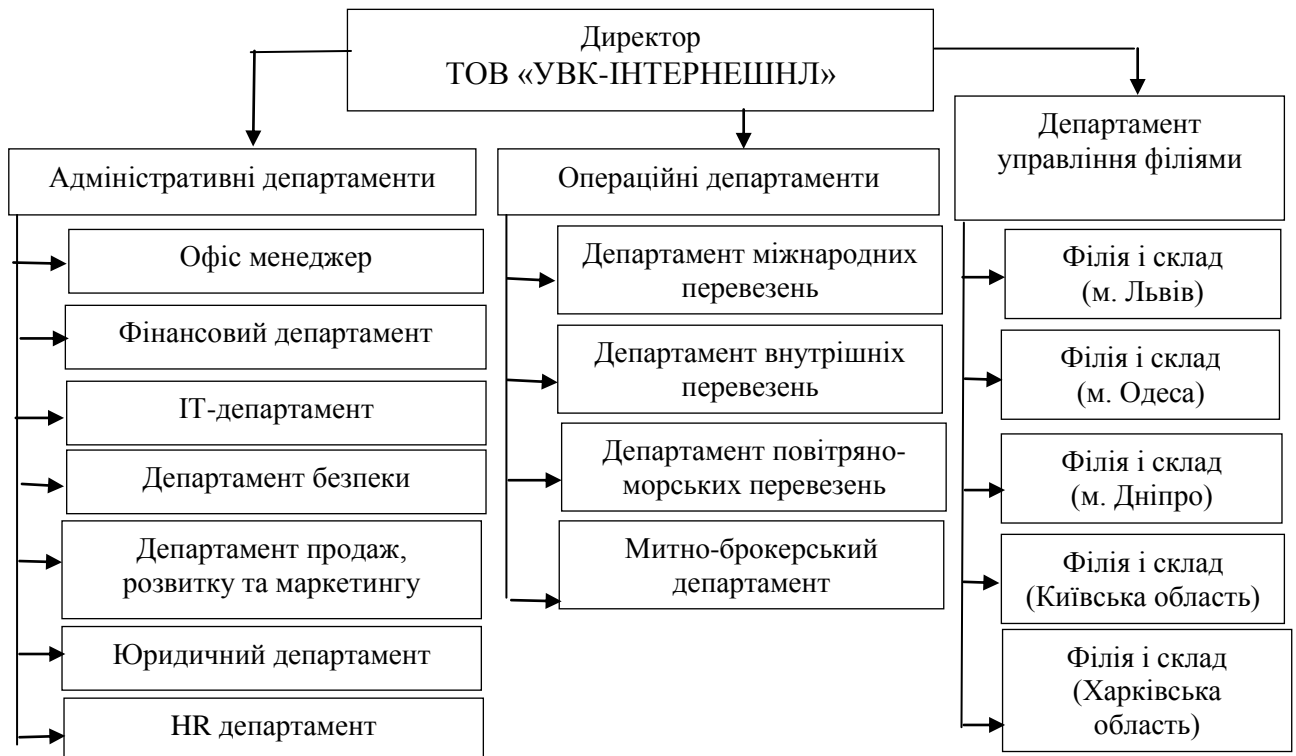 Директор
ТОВ «УВК-ІНТЕРНЕШНЛ»
Адміністративні департаменти
Офіс менеджер
Фінансовий департамент
ІТ-департамент
Департамент безпеки
Департамент продаж,
розвитку та маркетингу
Юридичний департамент
HR департамент
Операційні департаменти
Департамент міжнародних
перевезень
Департамент внутрішніх
перевезень
Департамент повітряно-
морських перевезень
Митно-брокерський
департамент
Департамент
управління філіями
Філія і склад
(м. Львів)
Філія і склад
(м. Одеса)
Філія і склад
(м. Дніпро)
Філія і склад
(Київська область)
Філія і склад
(Харківська
область)